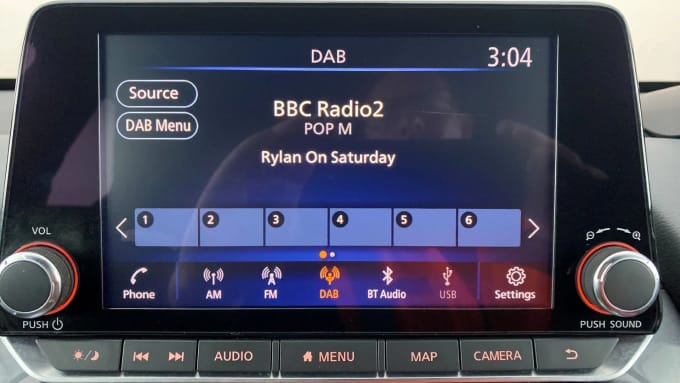 DAB 3:04
Source
BBC Radio2
POP M
DAB Menu
Rylan On Saturday
1 2 3 4 5 6
Phone AM FM DAB BT Audio USB Settings
VOL
PUSH
PUSH SOUND
AUDIO MENU MAP CAMERA